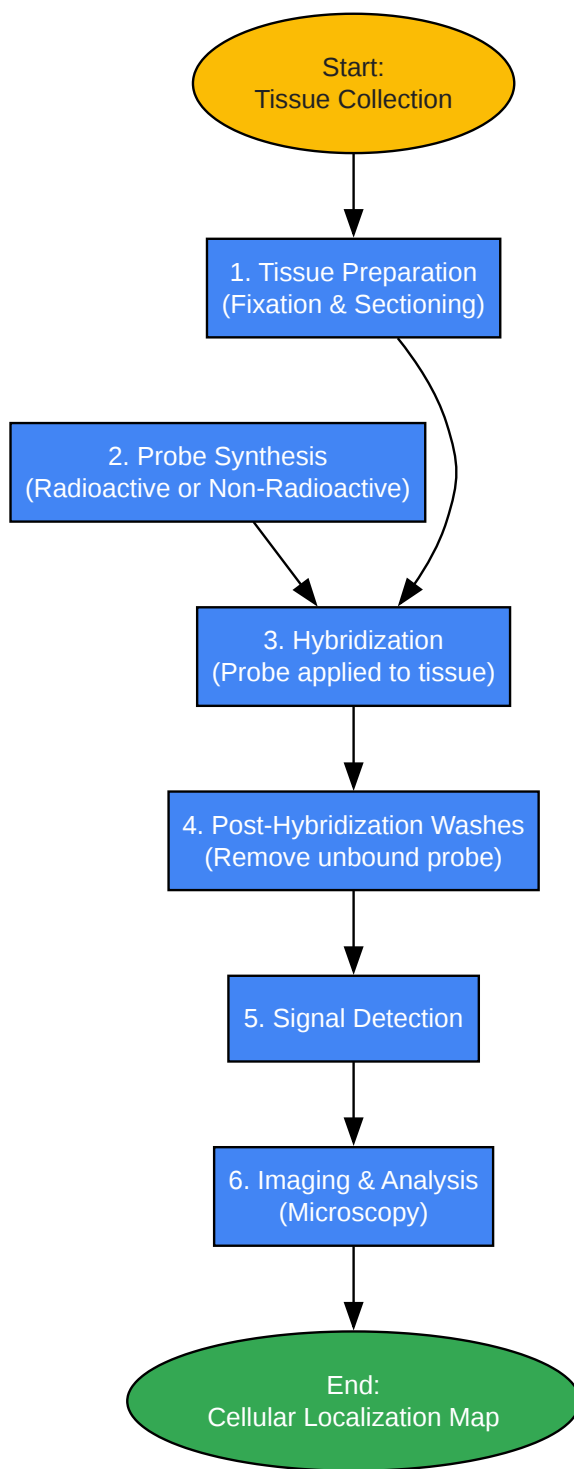 Start:
Tissue Collection
1. Tissue Preparation
(Fixation & Sectioning)
2. Probe Synthesis
(Radioactive or Non-Radioactive)
3. Hybridization
(Probe applied to tissue)
4. Post-Hybridization Washes
(Remove unbound probe)
5. Signal Detection
6. Imaging & Analysis
(Microscopy)
End:
Cellular Localization Map